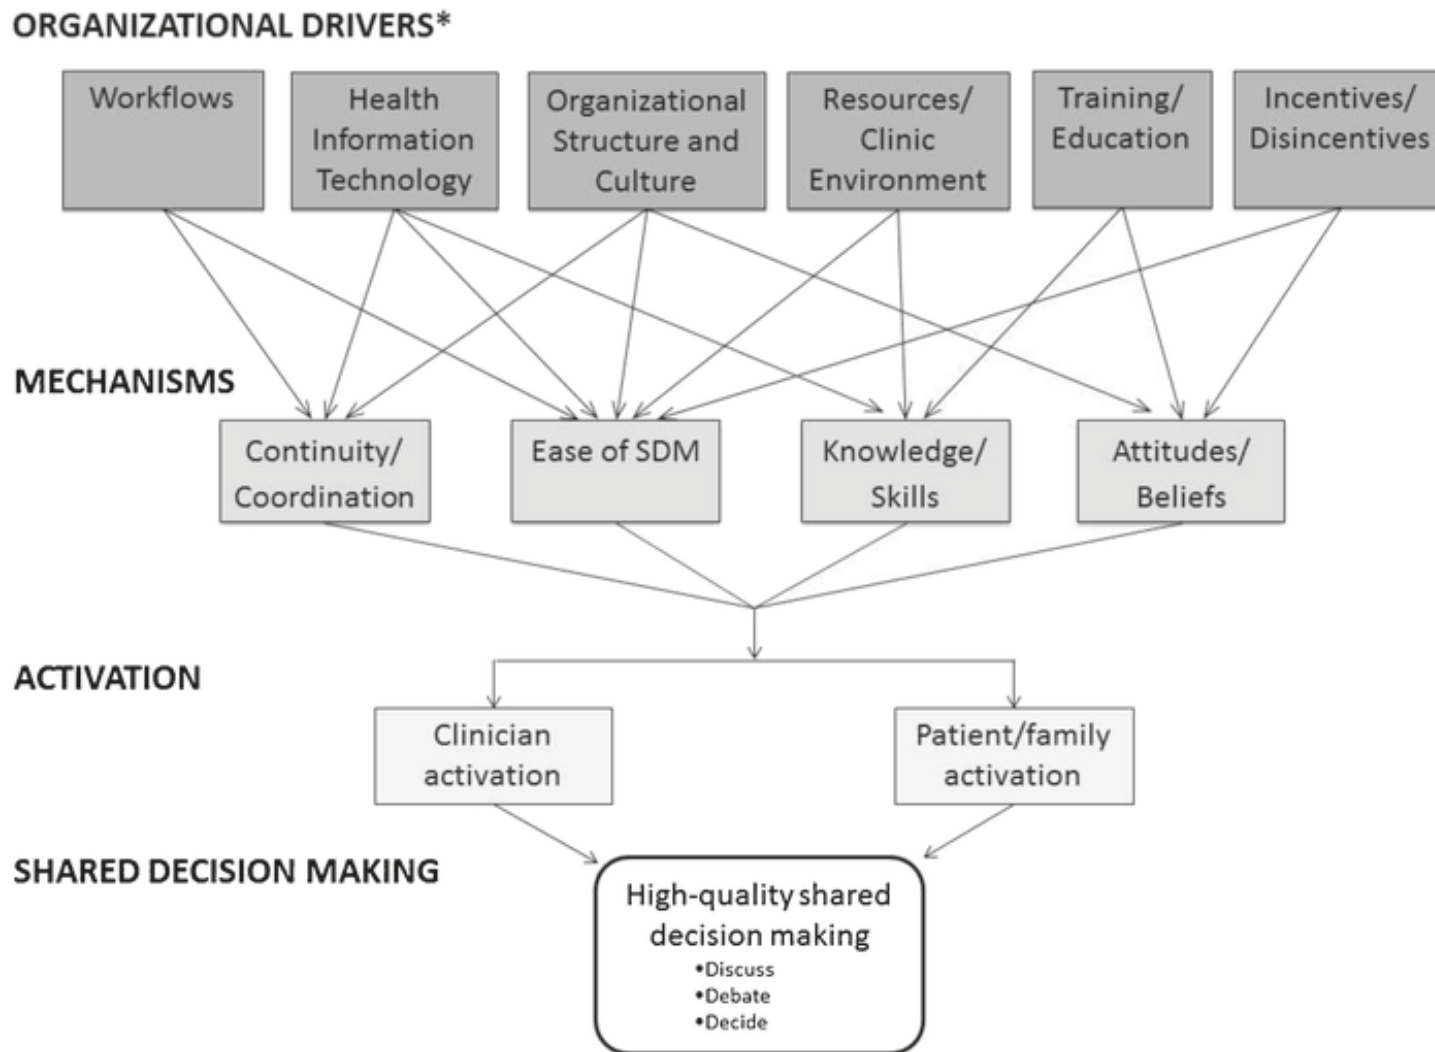 ORGANIZATIONAL DRIVERS*
Workflows
Health
Information
Technology
Organizational
Structure and
Culture
Resources/
Clinic
Environment
Training/
Education
Incentives/
Disincentives
MECHANISMS
Continuity/
Coordination
Ease of SDM
Knowledge/
Skills
Attitudes/
Beliefs
ACTIVATION
Clinician
activation
Patient/family
activation
SHARED DECISION MAKING
High-quality shared
decision making
•Discuss
•Debate
•Decide